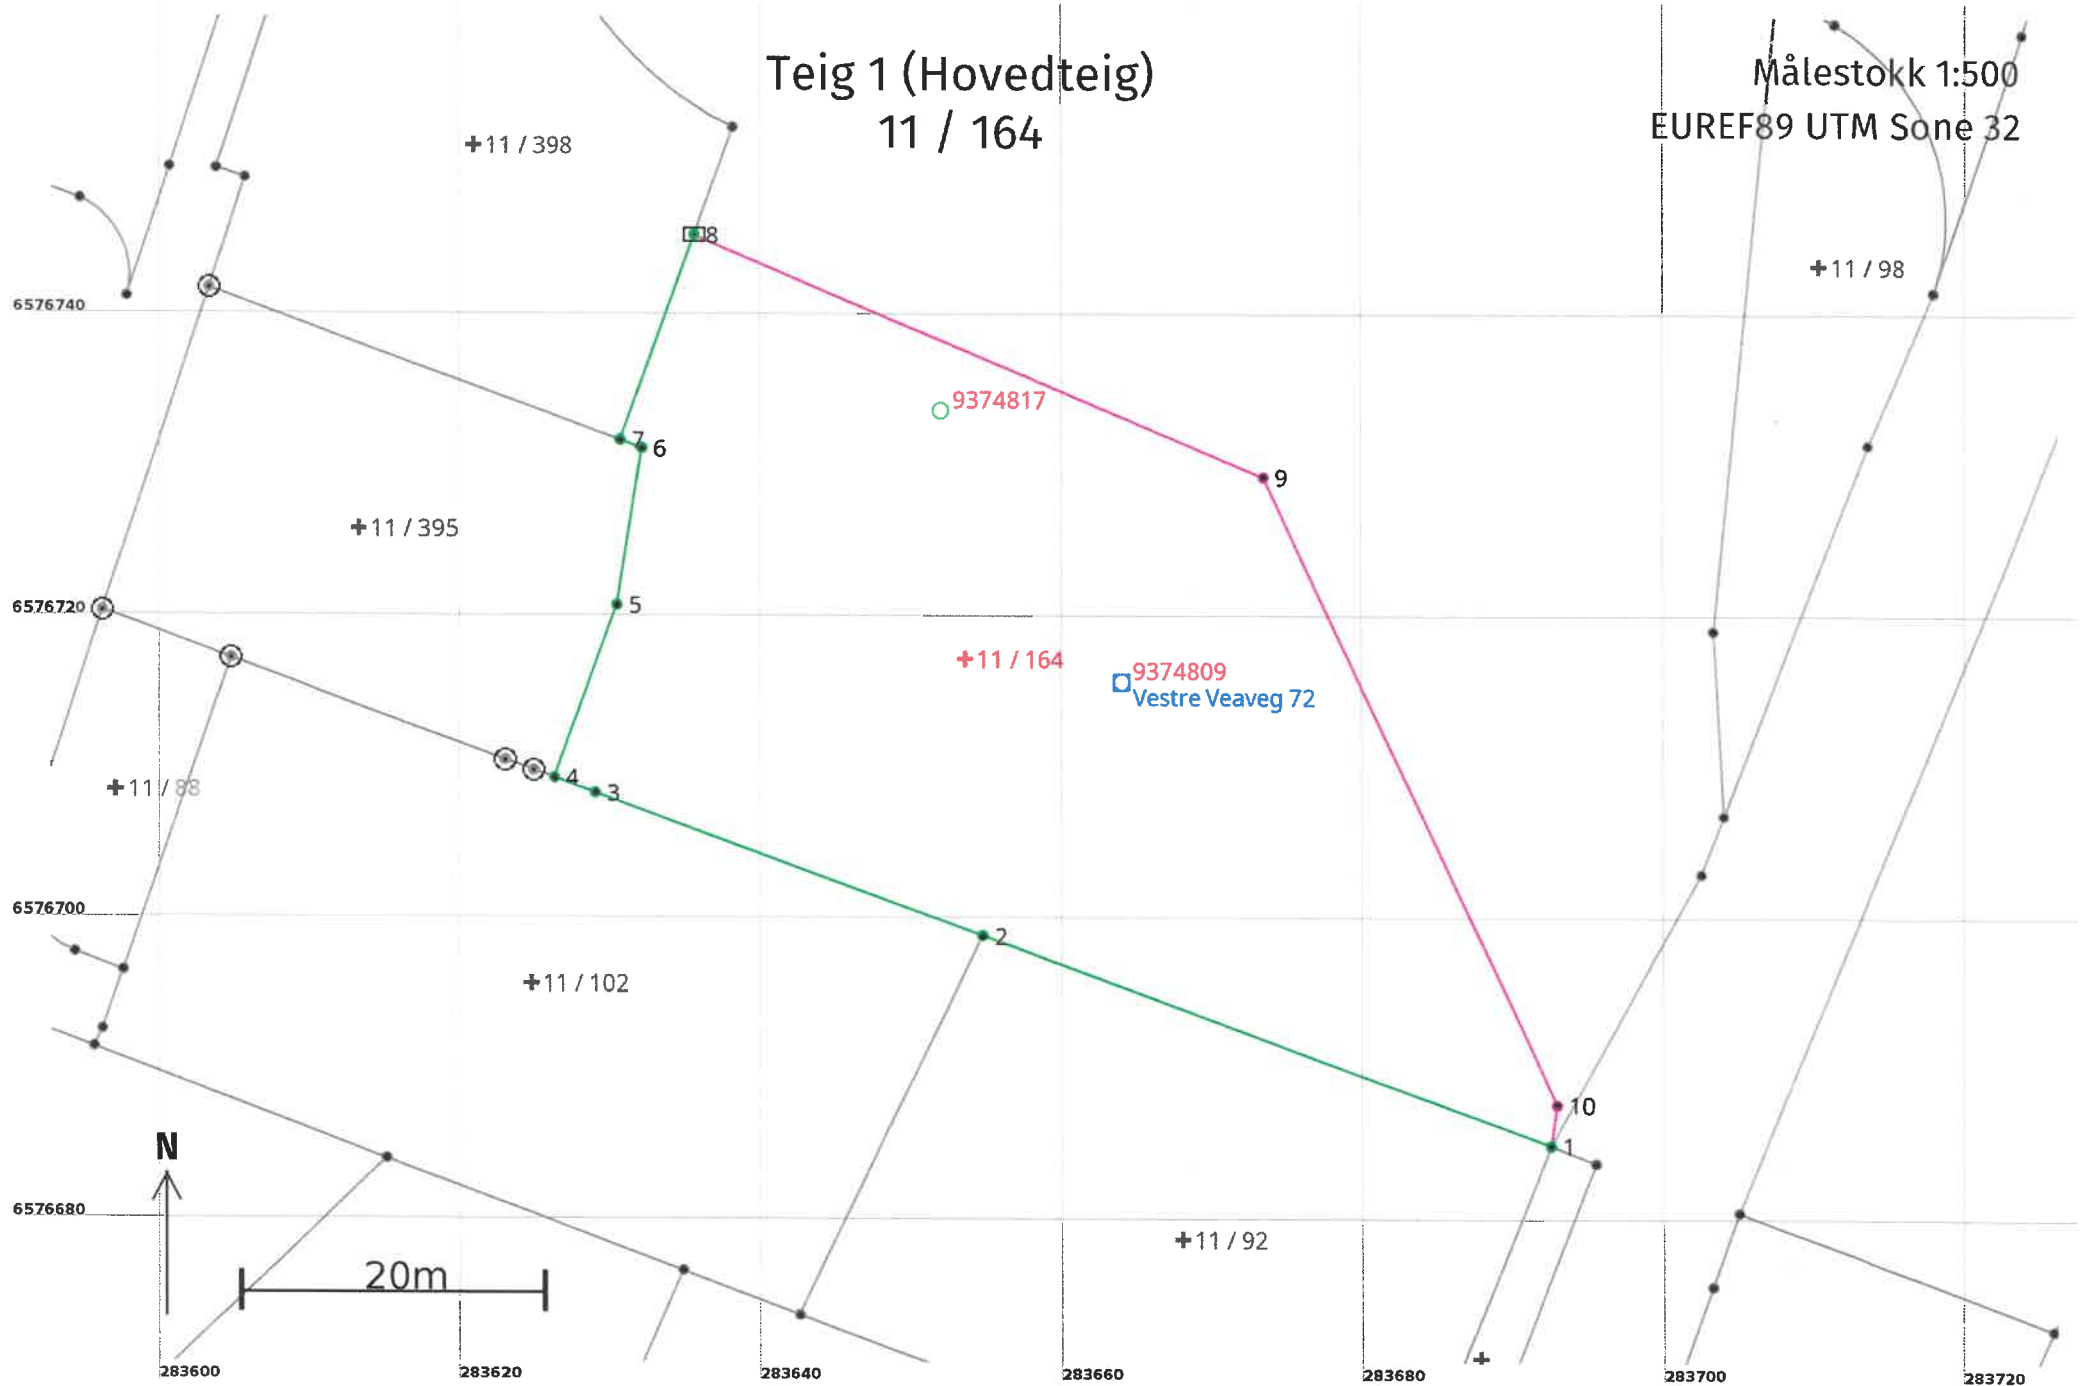 Teig 1 (Hovedteig)
11 / 164
Målestokk 1:500
EUREF89 UTM Sone 32
+11 / 398
8
+11 / 98
6576740
9374817
7
6
9
+11 / 395
6576720
5
+11 / 164
9374809
Vestre Veaveg 72
4
3
+11 / 88
6576700
2
+11 / 102
10
1
N
6576680
+11 / 92
20m
+
283600
283620
283640
283660
283680
283700
283720